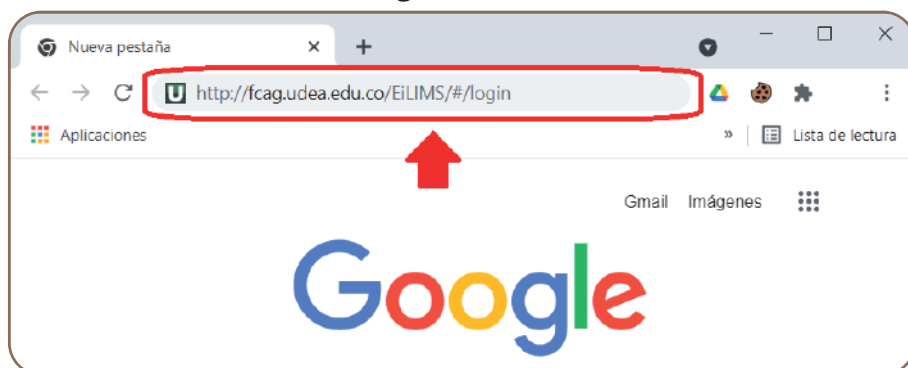 Nueva pestaña
http://fcag.udea.edu.co/EiLIMS/#/login
Aplicaciones
» Lista de lectura
Gmail Imágenes
Google